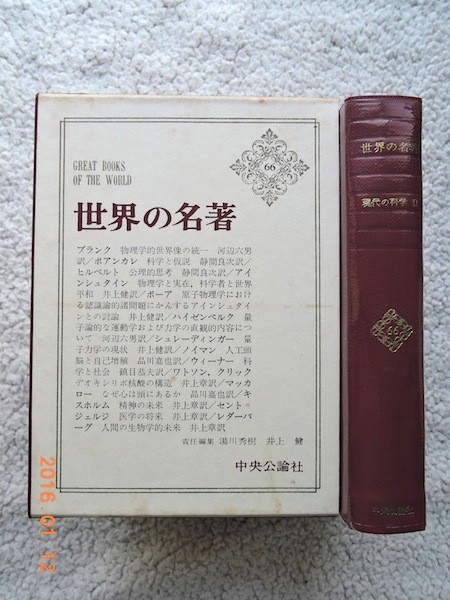 GREAT BOOKS
OF THE WORLD
66
世界の名著
プランク 物理学的世界像の統一 河辺六男
訳／ポアンカレ 科学と仮説 静間良次訳／
ヒルベルト 公理的思考 静間良次訳／アイ
ンシュタイン 物理学と実在，科学者と世界
平和 井上健訳／ボーア 原子物理学におけ
る認識論的諸問題にかんするアインシュタイ
ンとの討論 井上健訳／ハイゼンベルク 量
子論的な運動学および力学の直観的内容につ
いて 河辺六男訳／シュレーディンガー 量
子力学の現状 井上健訳／ノイマン 人工頭
脳と自己増殖 品川嘉也訳／ウィーナー 科
学と社会 鎮目恭夫訳／ワトソン，クリック
デオキシリボ核酸の構造 井上章訳／マッカ
ロー なぜ心は頭にあるか 品川嘉也訳／キ
スホルム 精神の未来 井上章訳／セント＝
ジェルジ 医学の将来 井上章訳／レダーバ
ーグ 人間の生物学的未来 井上章訳
責任編集 湯川秀樹 井上 健
中央公論社
世界の名著
現代の科学 II
66
中央公論社
2016.01.12